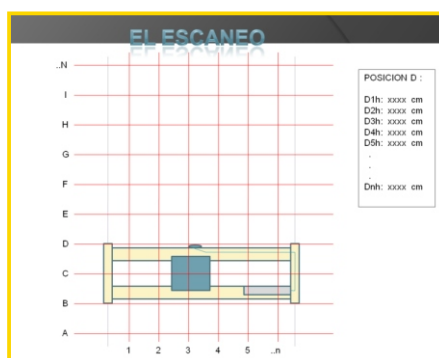 EL ESCANEO
..N
I
H
G
F
E
D
C
B
A
1 2 3 4 5 ..n
POSICION D :
D1h: xxxx cm
D2h: xxxx cm
D3h: xxxx cm
D4h: xxxx cm
D5h: xxxx cm
.
.
.
Dnh: xxxx cm